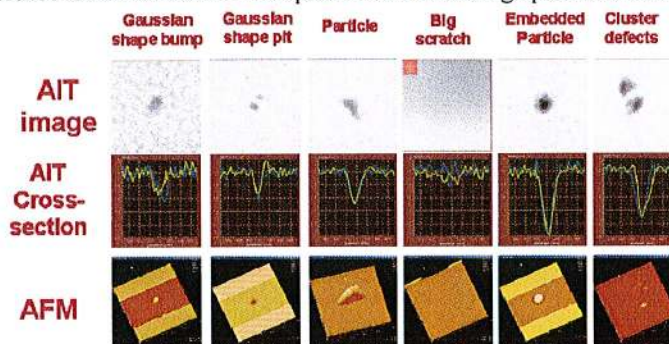 Gaussian shape bump
Gaussian shape pit
Particle
Big scratch
Embedded Particle
Cluster defects
AIT image
AIT Cross-section
AFM